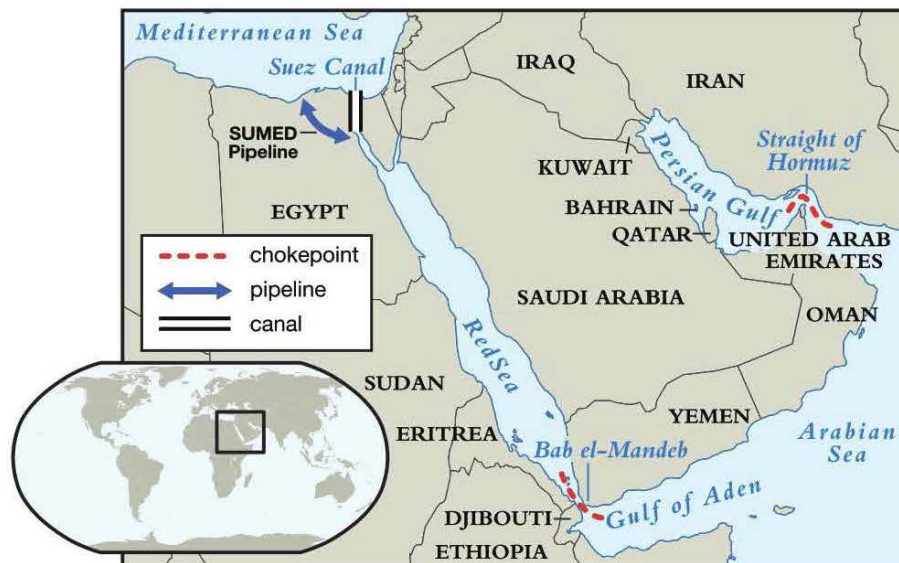 Mediterranean Sea
Suez Canal
IRAQ
IRAN
SUMED
Pipeline
Straight of
Hormuz
KUWAIT
Persian Gulf
EGYPT
BAHRAIN
QATAR
UNITED ARAB
EMIRATES
chokepoint
pipeline
canal
SAUDI ARABIA
OMAN
RedSea
SUDAN
YEMEN
ERITREA
Arabian
Sea
Bab el-Mandeb
Gulf of Aden
DJIBOUTI
ETHIOPIA